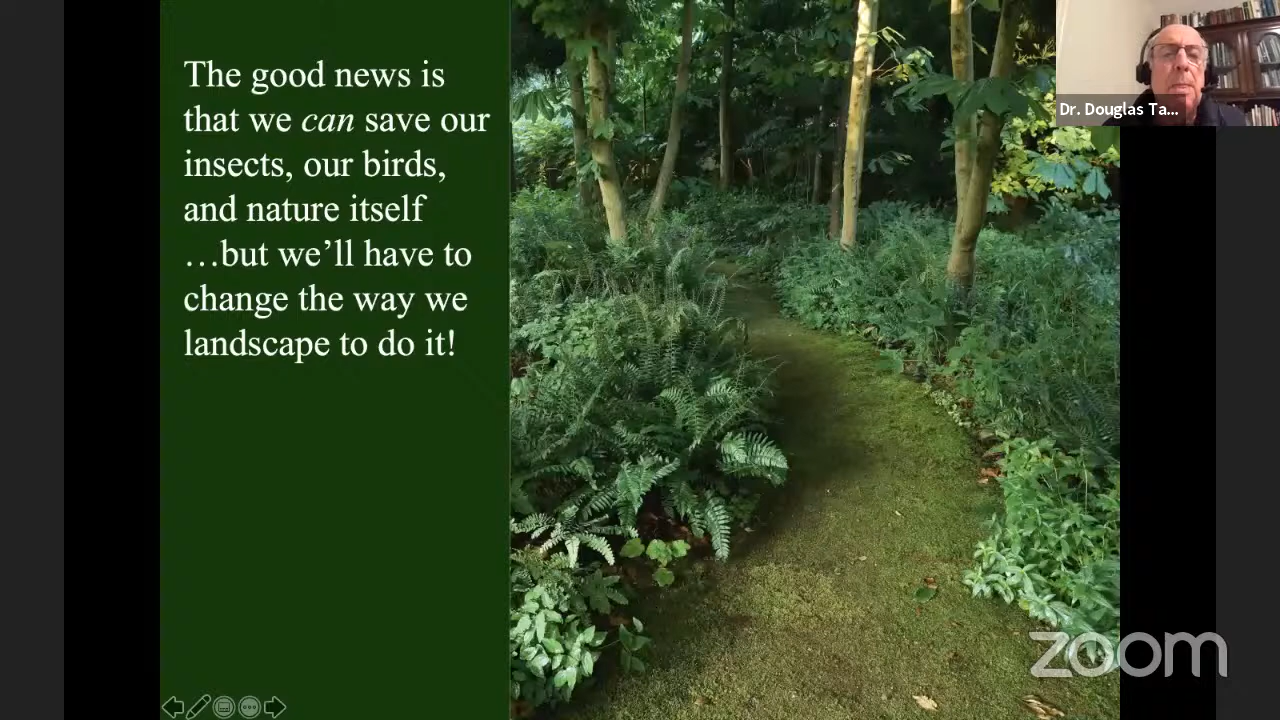 The good news is
that we can save our
insects, our birds,
and nature itself
…but we’ll have to
change the way we
landscape to do it!
Dr. Douglas Ta...
zoom